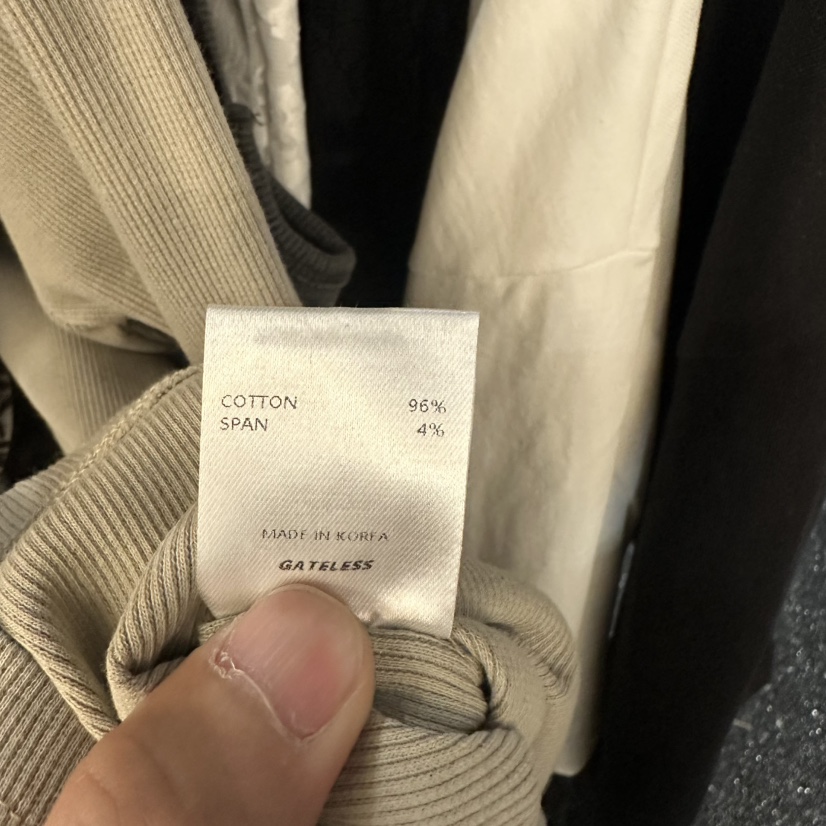 COTTON 96%
SPAN 4%
MADE IN KOREA
GATELESS